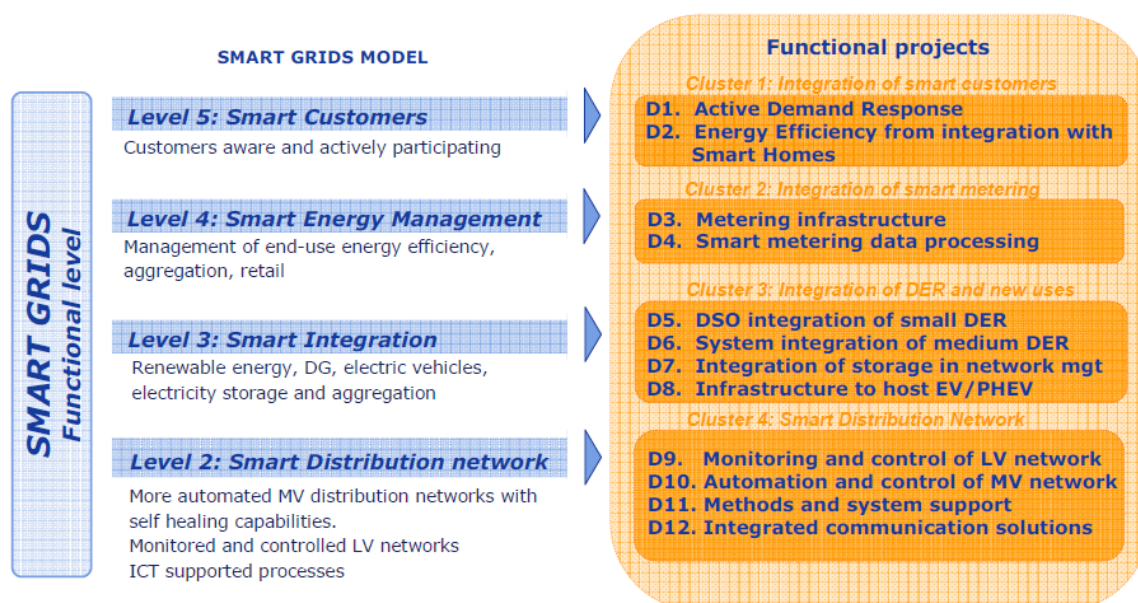 SMART GRIDS
Functional level
SMART GRIDS MODEL
Level 5: Smart Customers
Customers aware and actively participating
Level 4: Smart Energy Management
Management of end-use energy efficiency,
aggregation, retail
Level 3: Smart Integration
Renewable energy, DG, electric vehicles,
electricity storage and aggregation
Level 2: Smart Distribution network
More automated MV distribution networks with
self healing capabilities.
Monitored and controlled LV networks
ICT supported processes
Functional projects
Cluster 1: Integration of smart customers
D1. Active Demand Response
D2. Energy Efficiency from integration with
Smart Homes
Cluster 2: Integration of smart metering
D3. Metering infrastructure
D4. Smart metering data processing
Cluster 3: Integration of DER and new uses
D5. DSO integration of small DER
D6. System integration of medium DER
D7. Integration of storage in network mgt
D8. Infrastructure to host EV/PHEV
Cluster 4: Smart Distribution Network
D9. Monitoring and control of LV network
D10. Automation and control of MV network
D11. Methods and system support
D12. Integrated communication solutions